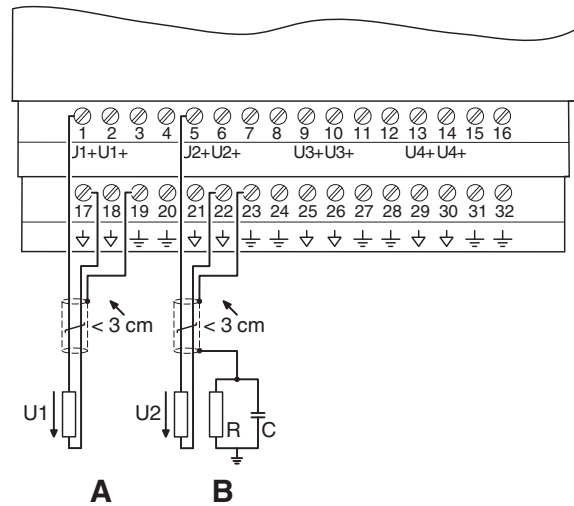 1 2 3 4 5 6 7 8 9 10 11 12 13 14 15 16
J1+U1+ J2+U2+ U3+U3+ U4+U4+
17 18 19 20 21 22 23 24 25 26 27 28 29 30 31 32
< 3 cm < 3 cm
U1 U2 R C
A B